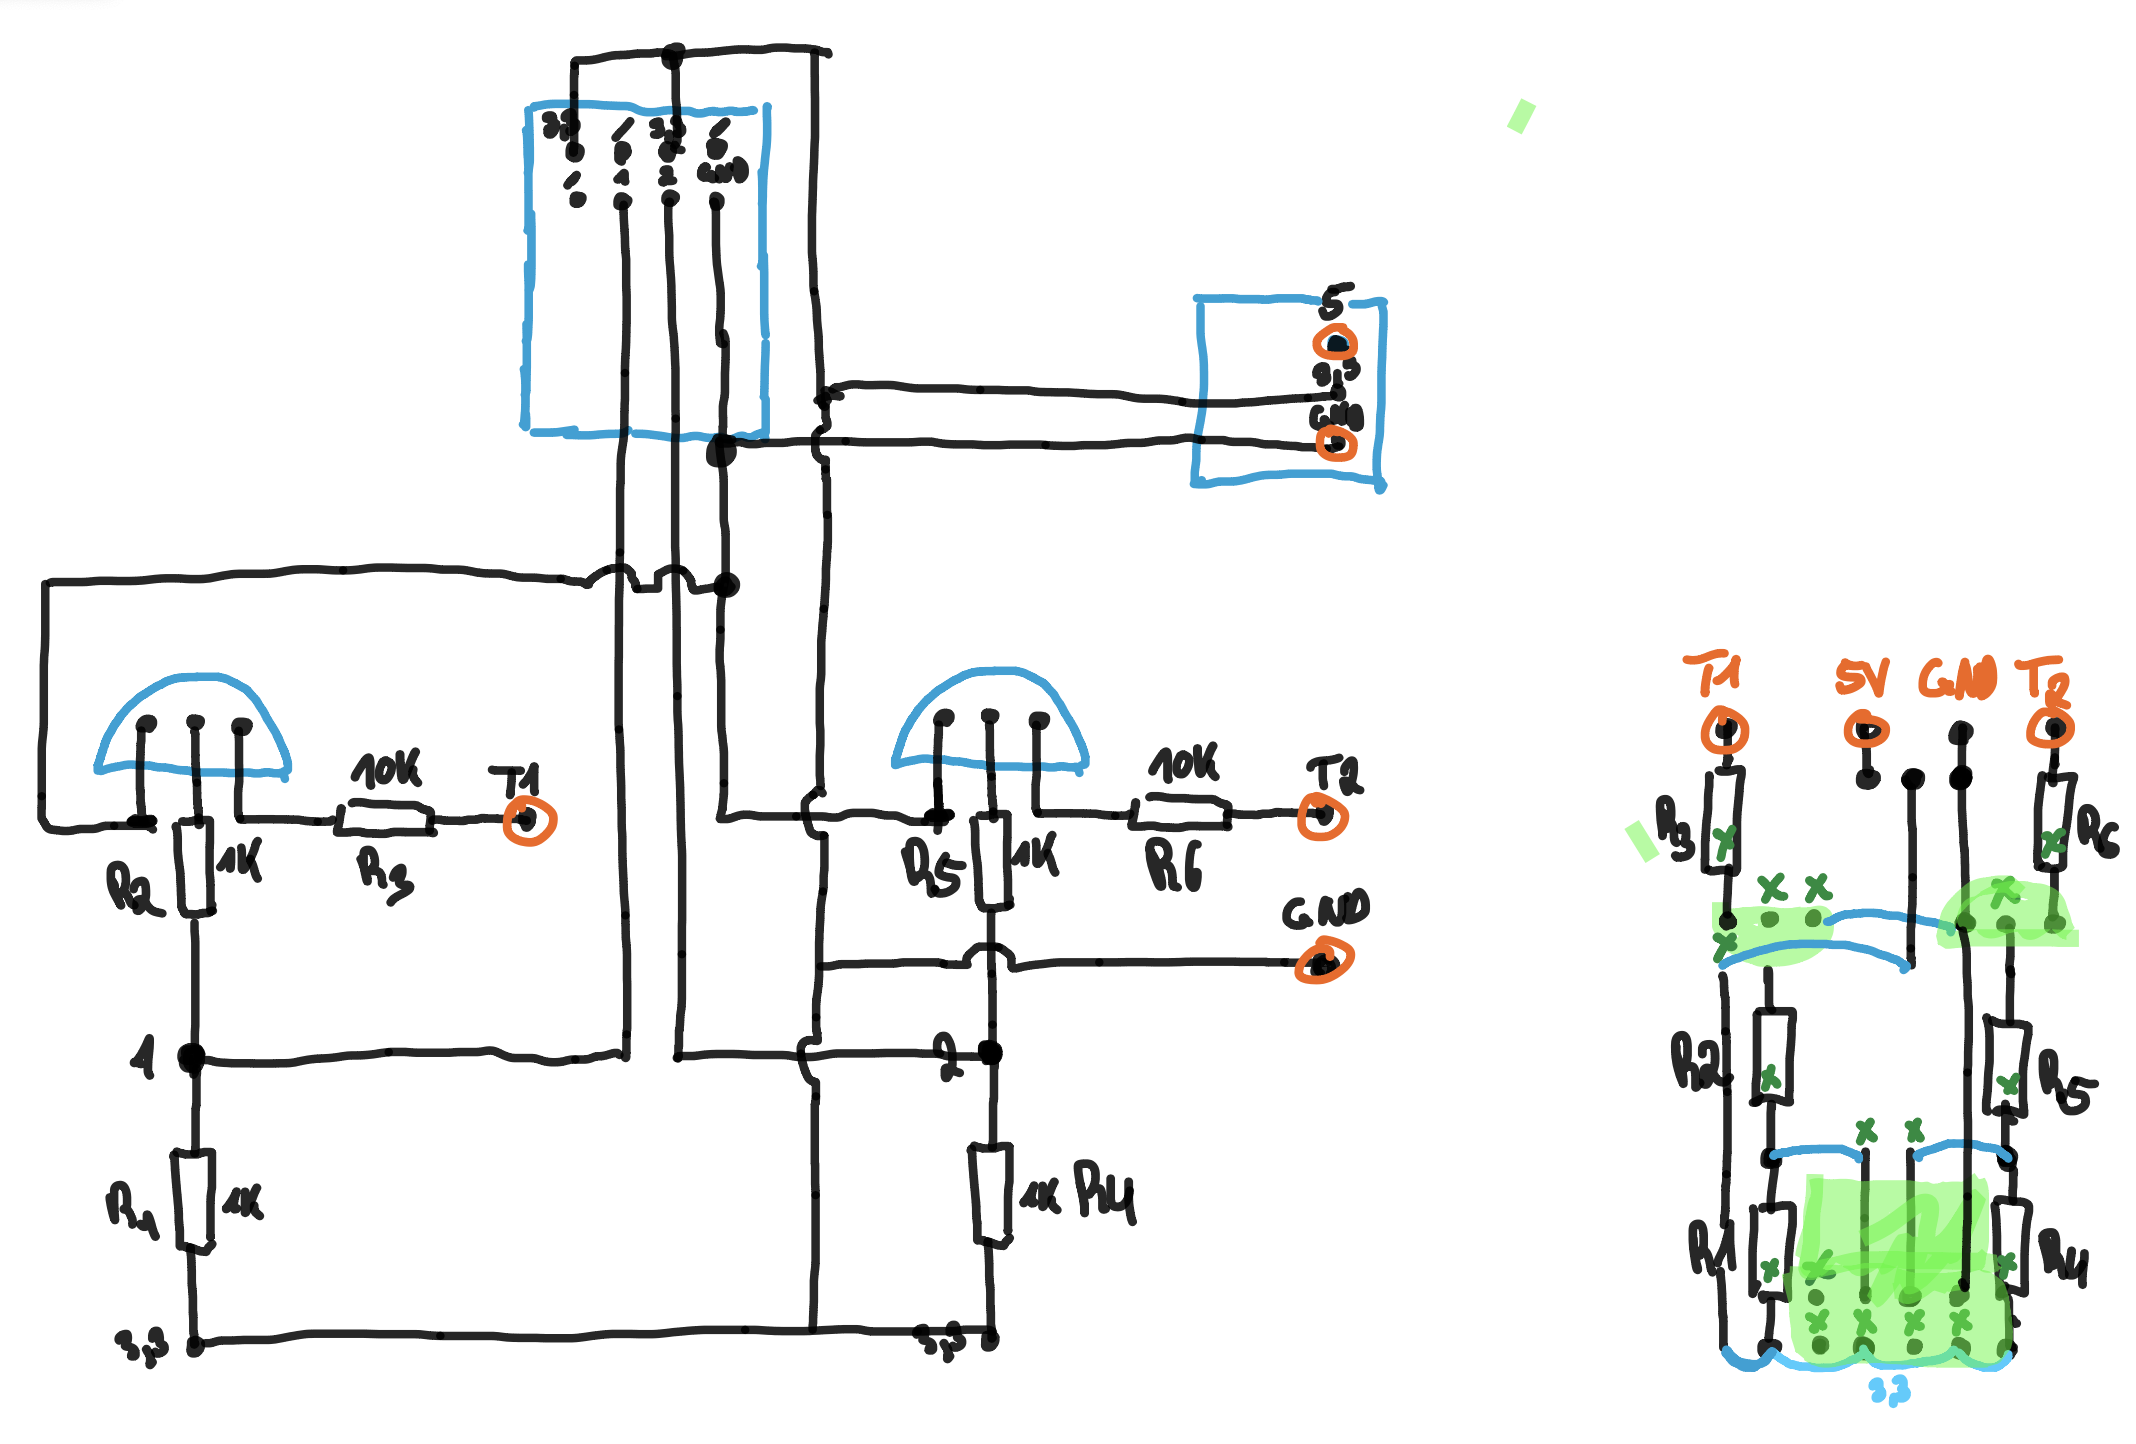 3,3 / 3,3 /
/ 1 2 GND
5
3,3
GND
10K T1
R2 1K R3
10K T2
R5 1K R6
GND
1 2
R1 1K 1K R4
3,3 3,3
T1 5V GND T2
R3 R6
R2 R5
R1 R4
3,3